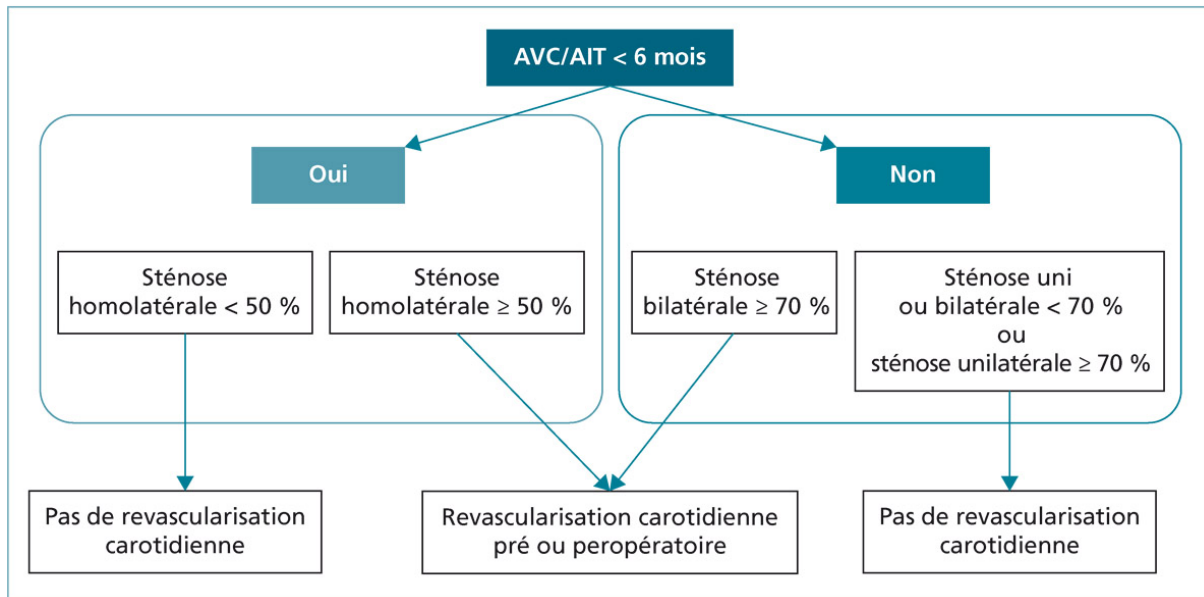 AVC/AIT < 6 mois
Oui
Non
Sténose
homolatérale < 50 %
Sténose
homolatérale ≥ 50 %
Sténose
bilatérale ≥ 70 %
Sténose uni
ou bilatérale < 70 %
ou
sténose unilatérale ≥ 70 %
Pas de revascularisation
carotidienne
Revascularisation carotidienne
pré ou peropératoire
Pas de revascularisation
carotidienne